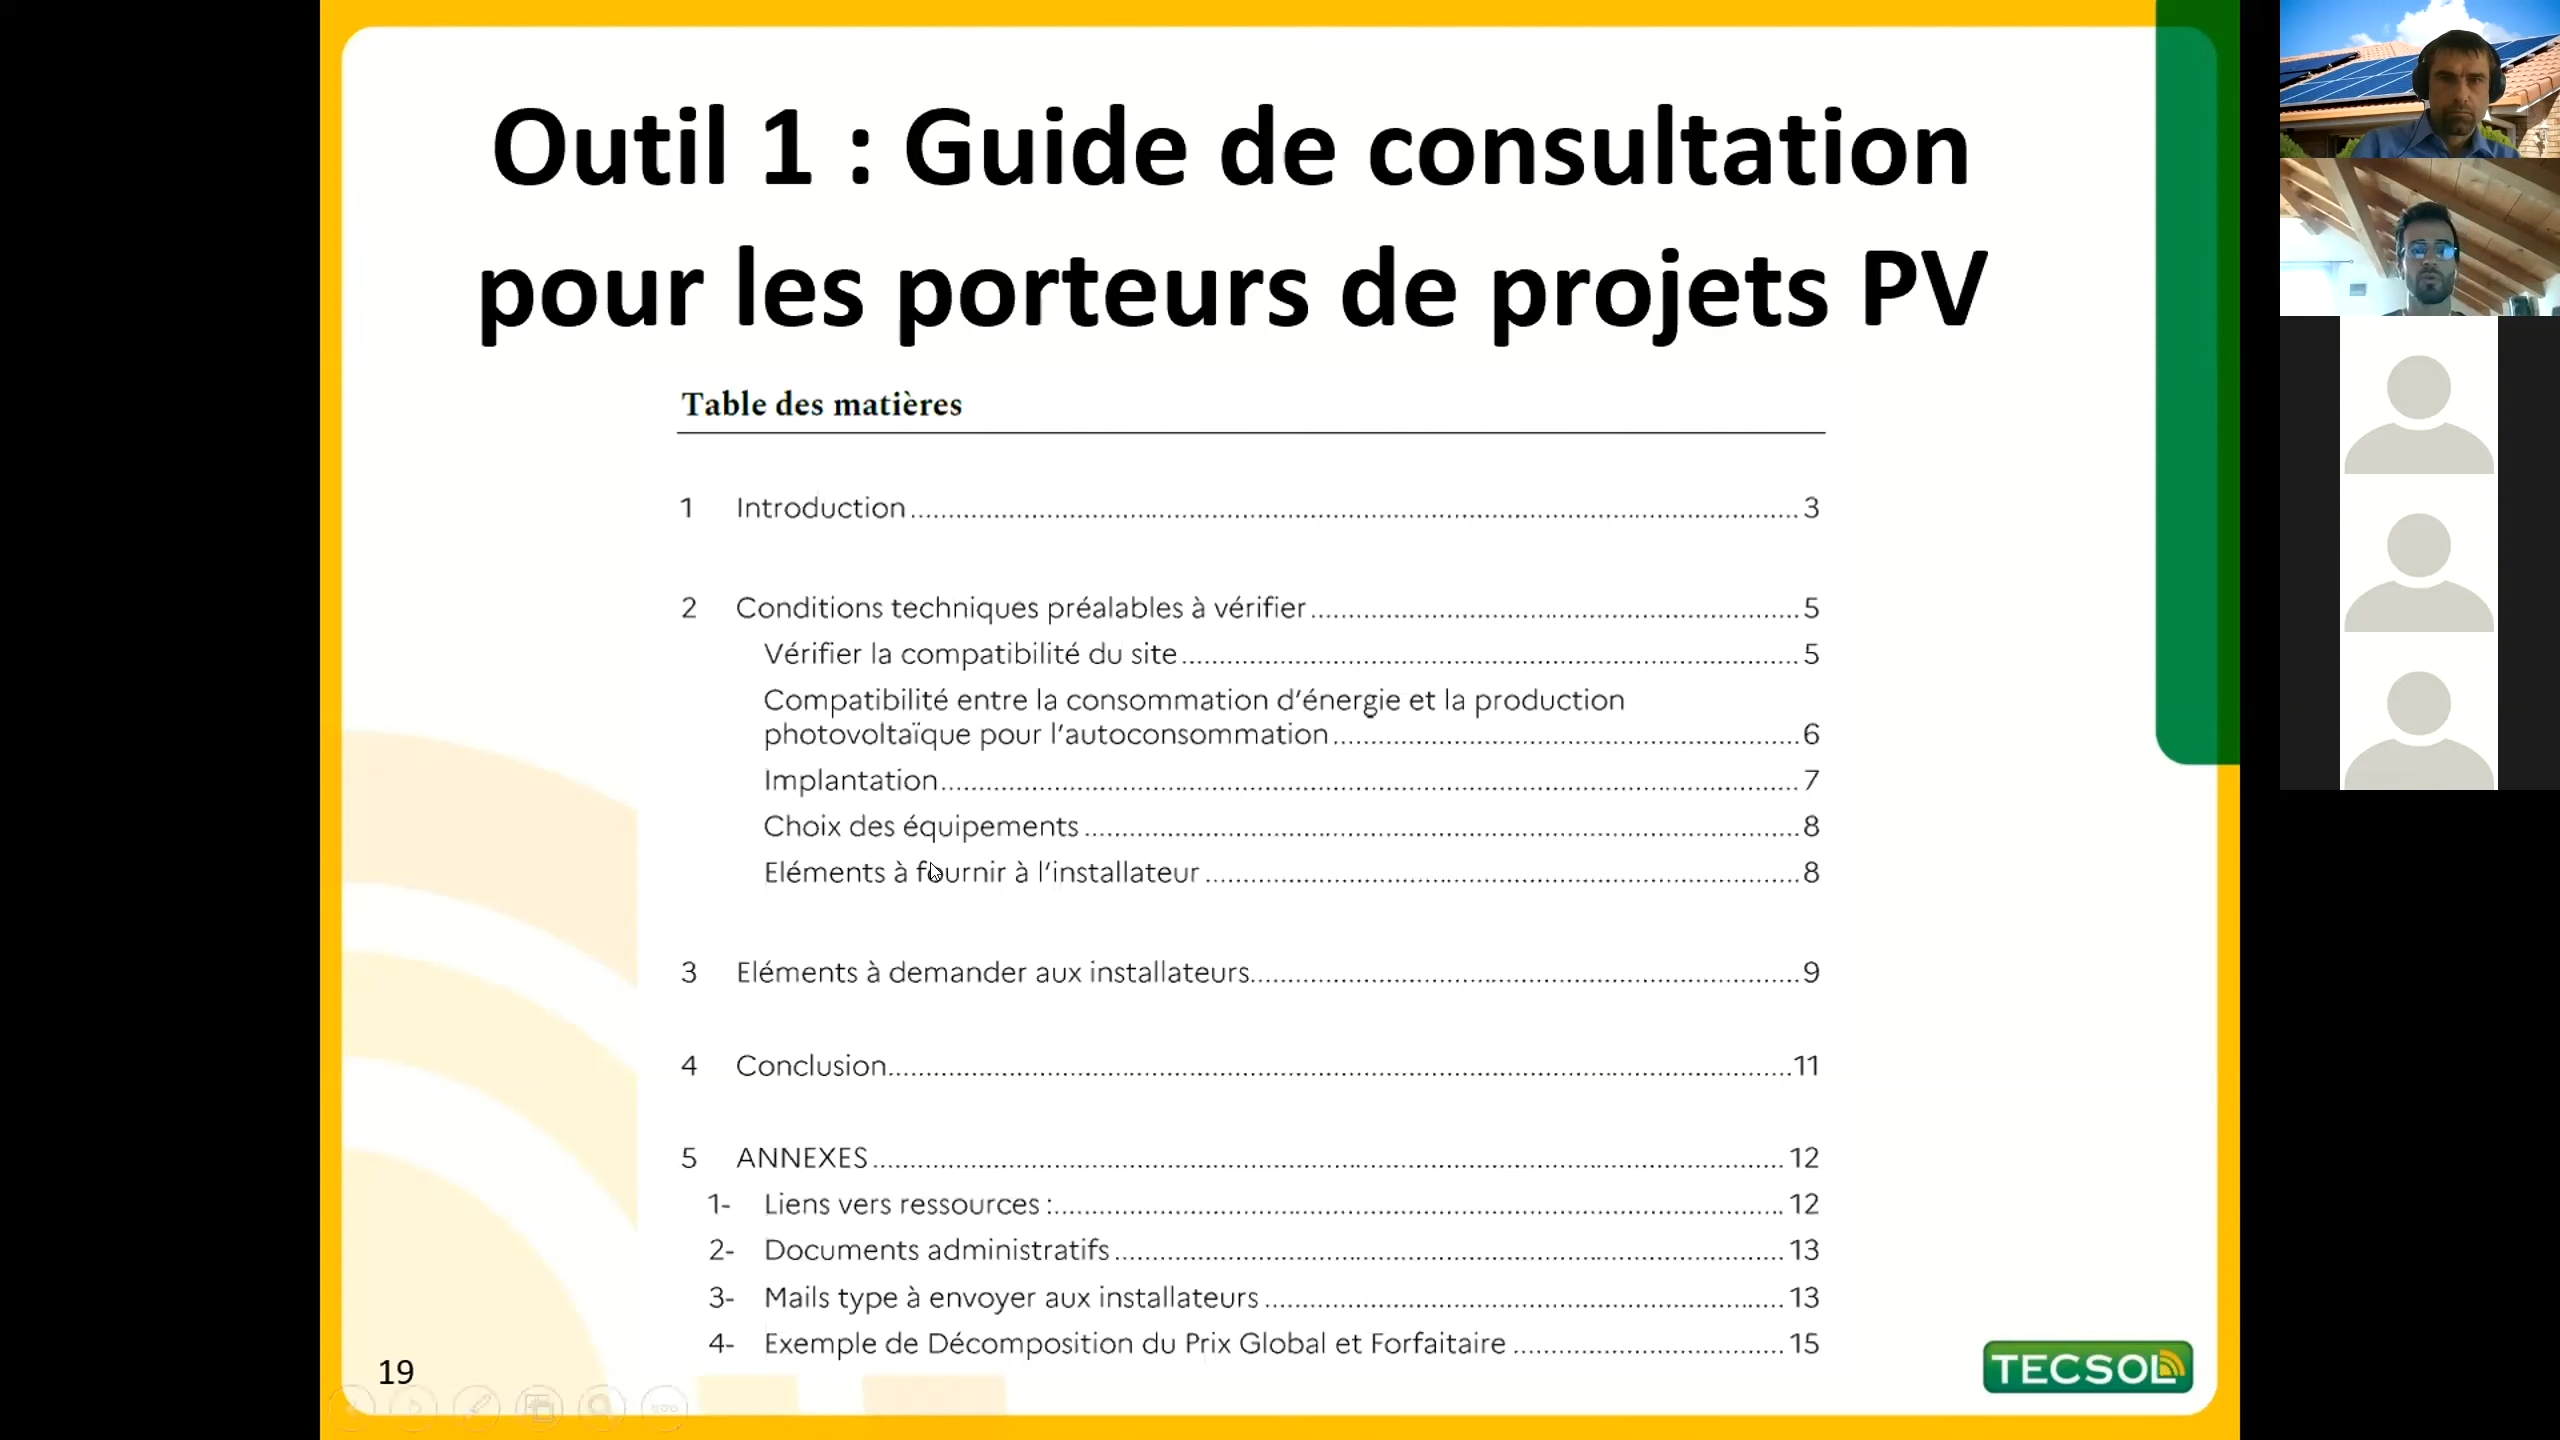 Outil 1 : Guide de consultation
pour les porteurs de projets PV
Table des matières
1 Introduction 3
2 Conditions techniques préalables à vérifier 5
Vérifier la compatibilité du site 5
Compatibilité entre la consommation d’énergie et la production
photovoltaïque pour l’autoconsommation 6
Implantation 7
Choix des équipements 8
Eléments à fournir à l’installateur 8
3 Eléments à demander aux installateurs 9
4 Conclusion 11
5 ANNEXES 12
1- Liens vers ressources : 12
2- Documents administratifs 13
3- Mails type à envoyer aux installateurs 13
4- Exemple de Décomposition du Prix Global et Forfaitaire 15
19
TECSOL